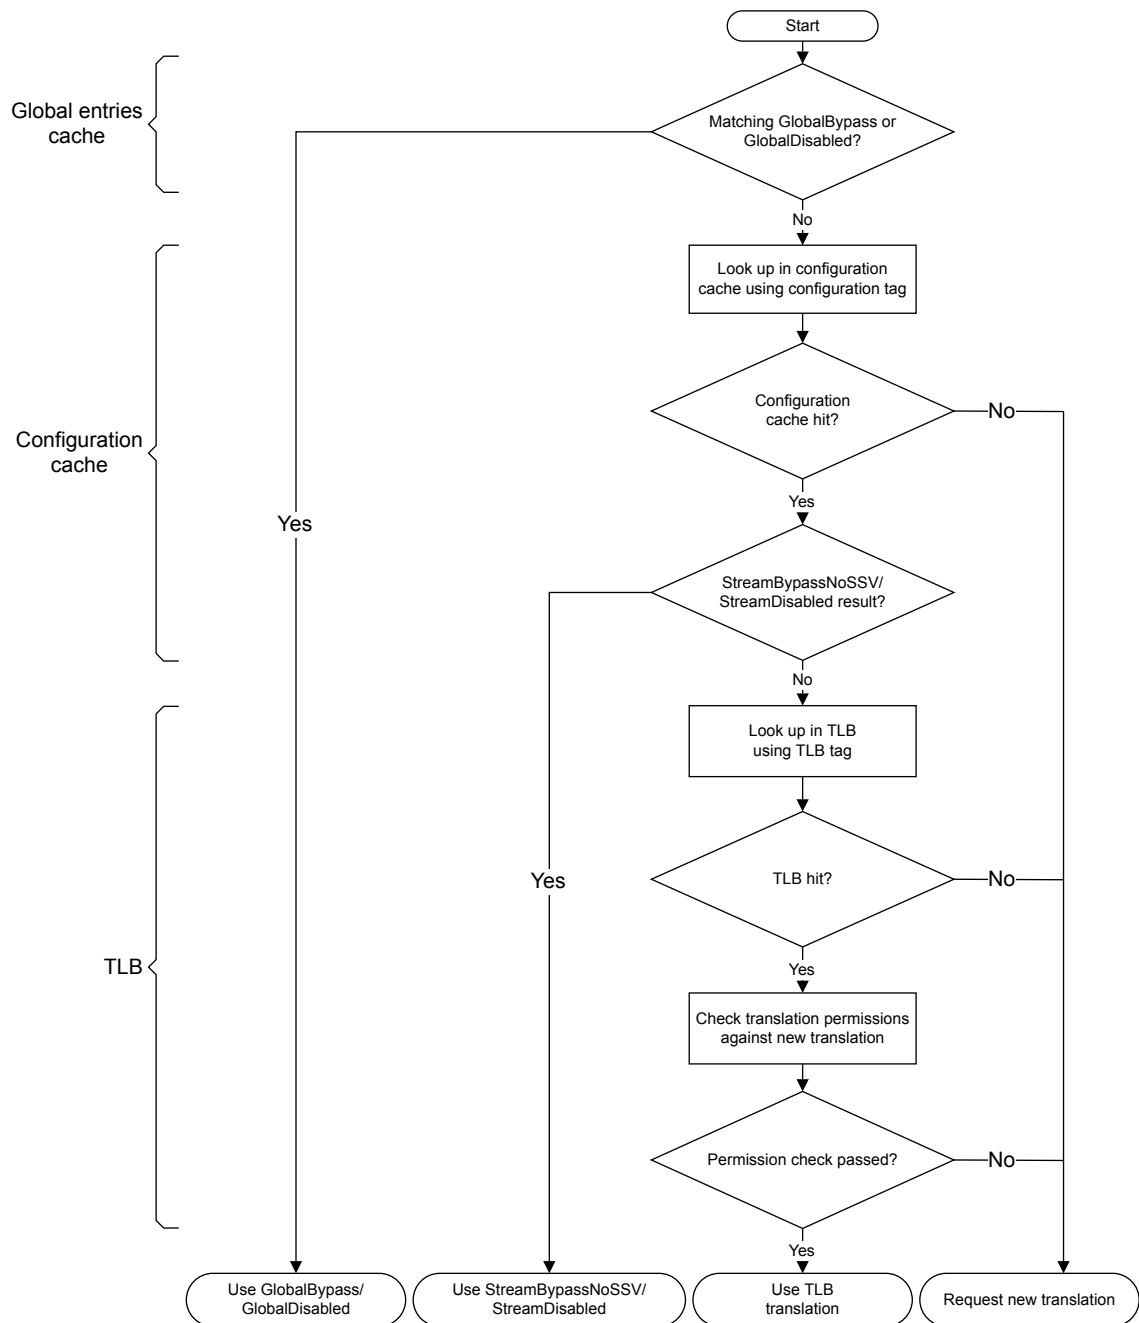 Start
Global entries
cache
Matching GlobalBypass or
GlobalDisabled?
No
Look up in configuration
cache using configuration tag
Configuration
cache hit?
No
Configuration
cache
Yes
Yes
StreamBypassNoSSV/
StreamDisabled result?
No
Look up in TLB
using TLB tag
Yes
TLB hit?
No
TLB
Yes
Check translation permissions
against new translation
Permission check passed?
No
Yes
Use GlobalBypass/
GlobalDisabled
Use StreamBypassNoSSV/
StreamDisabled
Use TLB
translation
Request new translation